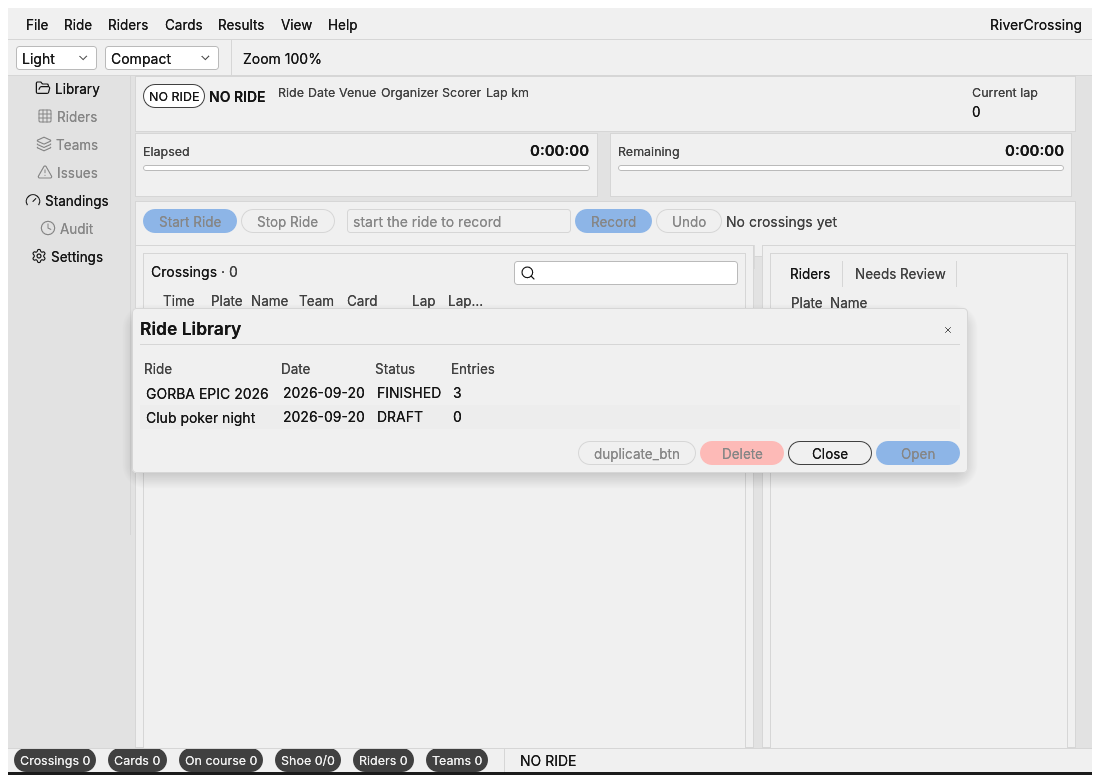 File Ride Riders Cards Results View Help RiverCrossing
Light Compact Zoom 100%
Library
Riders
Teams
Issues
Standings
Audit
Settings
NO RIDE NO RIDE Ride Date Venue Organizer Scorer Lap km
Current lap
0
Elapsed 0:00:00
Remaining 0:00:00
Start Ride Stop Ride start the ride to record Record Undo No crossings yet
Crossings · 0
Time Plate Name Team Card Lap Lap...
Riders Needs Review
Plate Name
Ride Library ×
Ride Date Status Entries
GORBA EPIC 2026 2026-09-20 FINISHED 3
Club poker night 2026-09-20 DRAFT 0
duplicate_btn Delete Close Open
Crossings 0 Cards 0 On course 0 Shoe 0/0 Riders 0 Teams 0 NO RIDE